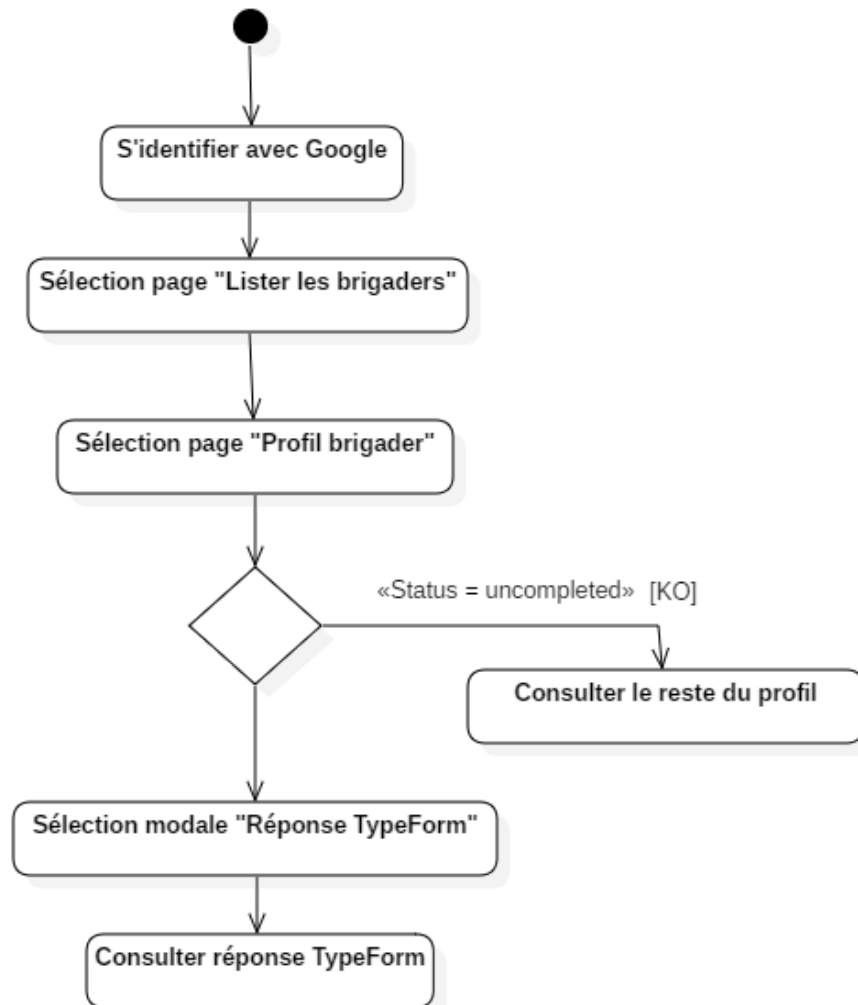 S'identifier avec Google
Sélection page "Lister les brigaders"
Sélection page "Profil brigader"
«Status = uncompleted» [KO]
Consulter le reste du profil
Sélection modale "Réponse TypeForm"
Consulter réponse TypeForm